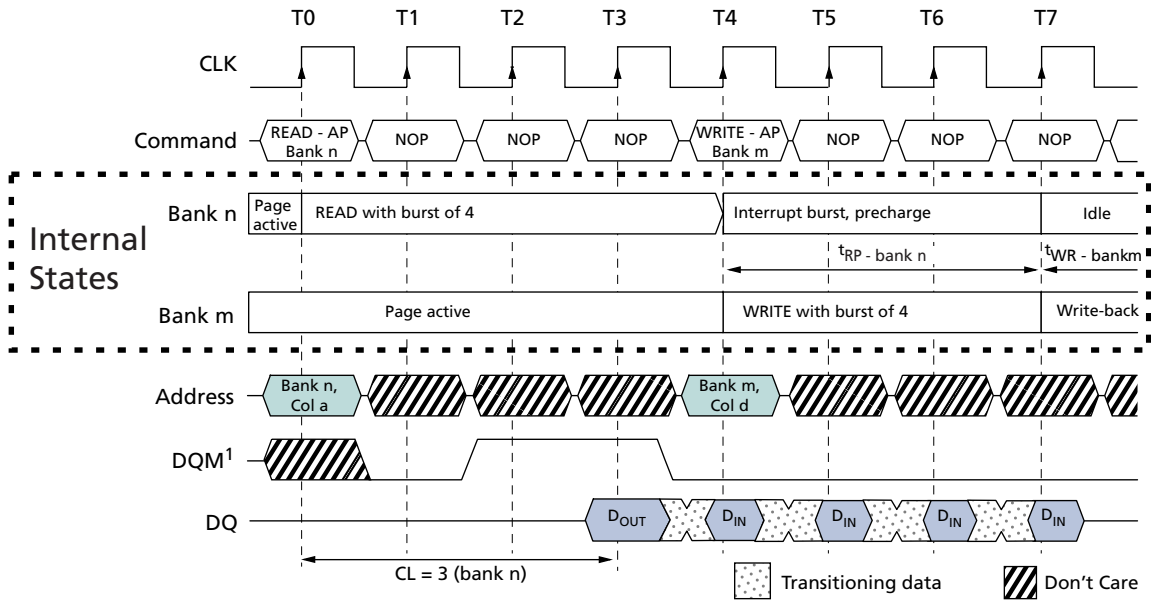 T0 T1 T2 T3 T4 T5 T6 T7
CLK
Command
READ - AP
Bank n
NOP
NOP
NOP
WRITE - AP
Bank m
NOP
NOP
NOP
Internal
States
Bank n
Page
active
READ with burst of 4
Interrupt burst, precharge
Idle
tRP - bank n
tWR - bankm
Bank m
Page active
WRITE with burst of 4
Write-back
Address
Bank n,
Col a
Bank m,
Col d
DQM1
DQ
DOUT
DIN
DIN
DIN
DIN
CL = 3 (bank n)
Transitioning data
Don't Care